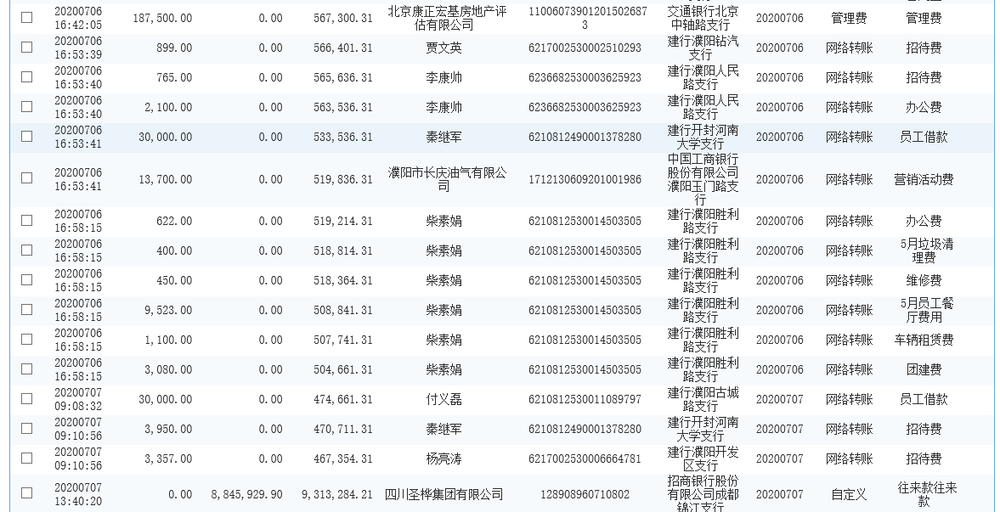 20200706
16:42:05 187,500.00 0.00 567,300.31 北京康正宏基房地产评
估有限公司 11006073901201502687
3 交通银行北京
中轴路支行 20200706 管理费 管理费
20200706
16:53:39 899.00 0.00 566,401.31 贾文英 6217002530002510293 建行濮阳钻汽
支行 20200706 网络转账 招待费
20200706
16:53:40 765.00 0.00 565,636.31 李康帅 6236682530003625923 建行濮阳人民
路支行 20200706 网络转账 招待费
20200706
16:53:40 2,100.00 0.00 563,536.31 李康帅 6236682530003625923 建行濮阳人民
路支行 20200706 网络转账 办公费
20200706
16:53:41 30,000.00 0.00 533,536.31 秦继军 6210812490001378280 建行开封河南
大学支行 20200706 网络转账 员工借款
20200706
16:53:41 13,700.00 0.00 519,836.31 濮阳市长庆油气有限公
司 1712130609201001986 中国工商银行
股份有限公司
濮阳玉门路支
行 20200706 网络转账 营销活动费
20200706
16:58:15 622.00 0.00 519,214.31 柴素娟 6210812530014503505 建行濮阳胜利
路支行 20200706 网络转账 办公费
20200706
16:58:15 400.00 0.00 518,814.31 柴素娟 6210812530014503505 建行濮阳胜利
路支行 20200706 网络转账 5月垃圾清
理费
20200706
16:58:15 450.00 0.00 518,364.31 柴素娟 6210812530014503505 建行濮阳胜利
路支行 20200706 网络转账 维修费
20200706
16:58:15 9,523.00 0.00 508,841.31 柴素娟 6210812530014503505 建行濮阳胜利
路支行 20200706 网络转账 5月员工餐
厅费用
20200706
16:58:15 1,100.00 0.00 507,741.31 柴素娟 6210812530014503505 建行濮阳胜利
路支行 20200706 网络转账 车辆租赁费
20200706
16:58:15 3,080.00 0.00 504,661.31 柴素娟 6210812530014503505 建行濮阳胜利
路支行 20200706 网络转账 团建费
20200707
09:08:32 30,000.00 0.00 474,661.31 付义磊 6210812530011089797 建行濮阳古城
路支行 20200707 网络转账 员工借款
20200707
09:10:56 3,950.00 0.00 470,711.31 秦继军 6210812490001378280 建行开封河南
大学支行 20200707 网络转账 招待费
20200707
09:10:56 3,357.00 0.00 467,354.31 杨亮涛 6217002530006664781 建行濮阳开发
区支行 20200707 网络转账 招待费
20200707
13:40:20 0.00 8,845,929.90 9,313,284.21 四川圣桦集团有限公司 128908960710802 招商银行股份
有限公司成都
锦江支行 20200707 自定义 往来款往来
款